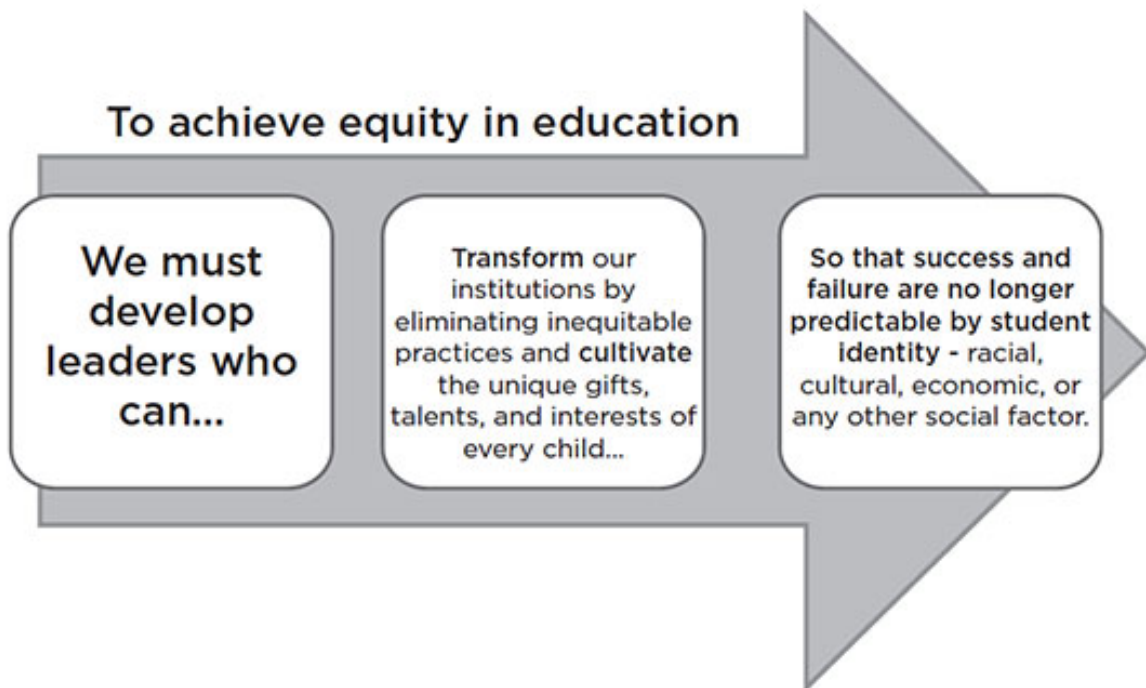 To achieve equity in education
We must
develop
leaders who
can...
Transform our
institutions by
eliminating inequitable
practices and cultivate
the unique gifts,
talents, and interests of
every child...
So that success and
failure are no longer
predictable by student
identity - racial,
cultural, economic, or
any other social factor.